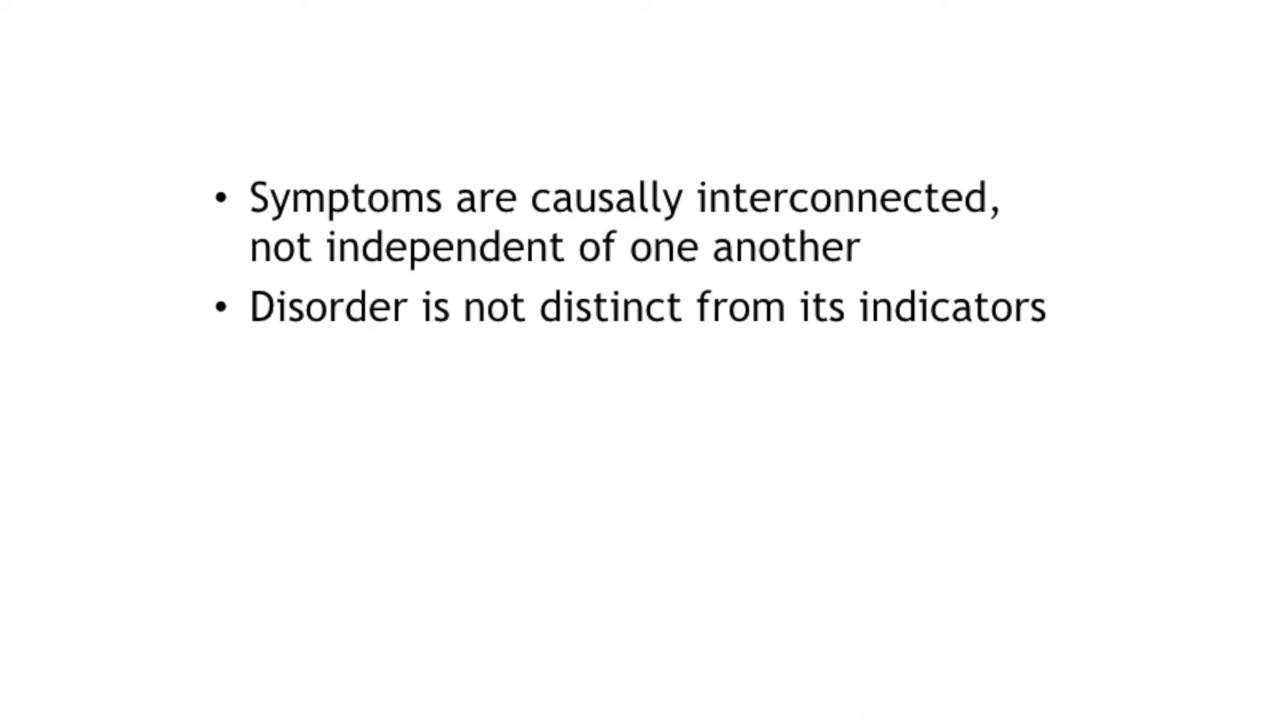 • Symptoms are causally interconnected,
not independent of one another
• Disorder is not distinct from its indicators